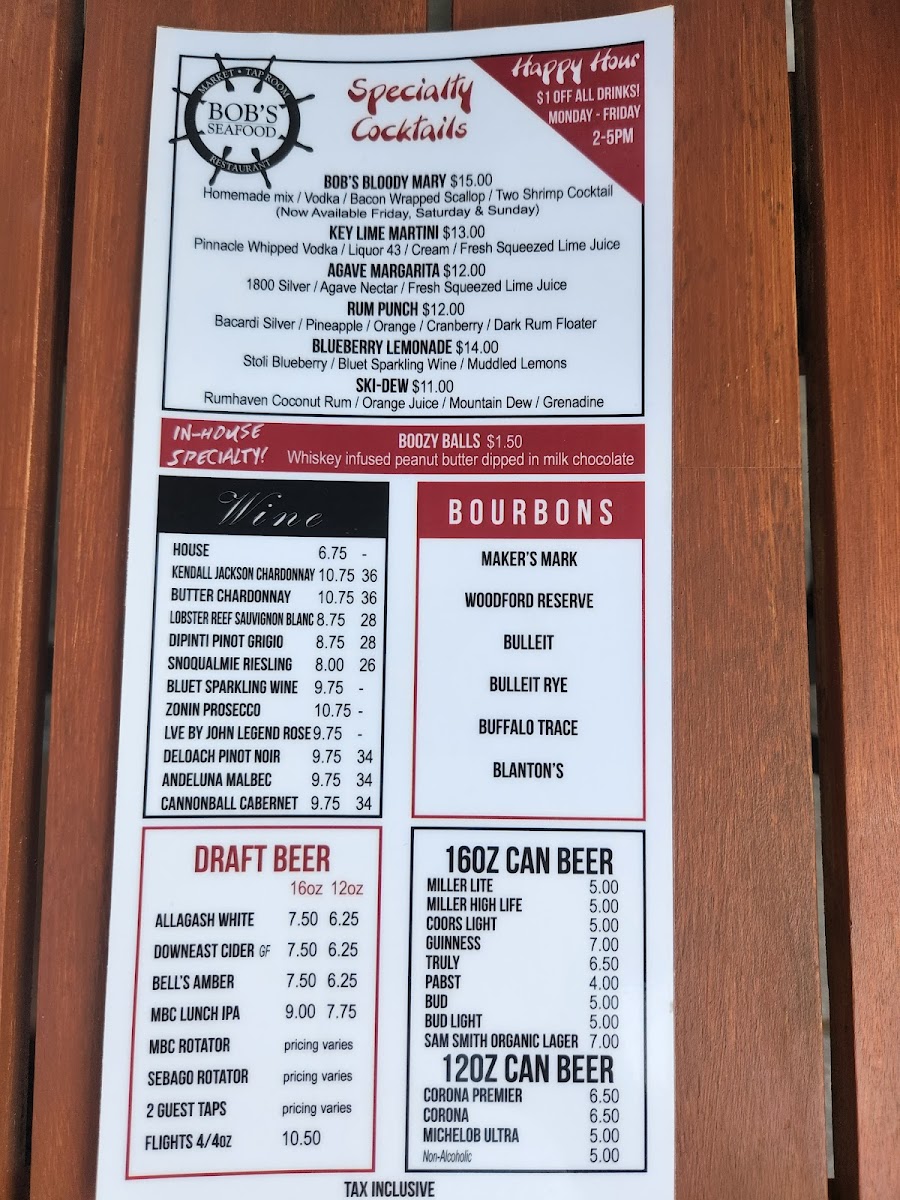 MARKET • TAP ROOM
BOB'S
SEAFOOD
RESTAURANT
Specialty
Cocktails
Happy Hour
$1 OFF ALL DRINKS!
MONDAY - FRIDAY
2-5PM
BOB'S BLOODY MARY $15.00
Homemade mix / Vodka / Bacon Wrapped Scallop / Two Shrimp Cocktail
(Now Available Friday, Saturday & Sunday)
KEY LIME MARTINI $13.00
Pinnacle Whipped Vodka / Liquor 43 / Cream / Fresh Squeezed Lime Juice
AGAVE MARGARITA $12.00
1800 Silver / Agave Nectar / Fresh Squeezed Lime Juice
RUM PUNCH $12.00
Bacardi Silver / Pineapple / Orange / Cranberry / Dark Rum Floater
BLUEBERRY LEMONADE $14.00
Stoli Blueberry / Bluet Sparkling Wine / Muddled Lemons
SKI-DEW $11.00
Rumhaven Coconut Rum / Orange Juice / Mountain Dew / Grenadine
IN-HOUSE
SPECIALTY!
BOOZY BALLS $1.50
Whiskey infused peanut butter dipped in milk chocolate
Wine
HOUSE 6.75 -
KENDALL JACKSON CHARDONNAY 10.75 36
BUTTER CHARDONNAY 10.75 36
LOBSTER REEF SAUVIGNON BLANC 8.75 28
DIPINTI PINOT GRIGIO 8.75 28
SNOQUALMIE RIESLING 8.00 26
BLUET SPARKLING WINE 9.75 -
ZONIN PROSECCO 10.75 -
LVE BY JOHN LEGEND ROSE 9.75 -
DELOACH PINOT NOIR 9.75 34
ANDELUNA MALBEC 9.75 34
CANNONBALL CABERNET 9.75 34
BOURBONS
MAKER'S MARK
WOODFORD RESERVE
BULLEIT
BULLEIT RYE
BUFFALO TRACE
BLANTON'S
DRAFT BEER
16oz 12oz
ALLAGASH WHITE 7.50 6.25
DOWNEAST CIDER GF 7.50 6.25
BELL'S AMBER 7.50 6.25
MBC LUNCH IPA 9.00 7.75
MBC ROTATOR pricing varies
SEBAGO ROTATOR pricing varies
2 GUEST TAPS pricing varies
FLIGHTS 4/4OZ 10.50
16OZ CAN BEER
MILLER LITE 5.00
MILLER HIGH LIFE 5.00
COORS LIGHT 5.00
GUINNESS 7.00
TRULY 6.50
PABST 4.00
BUD 5.00
BUD LIGHT 5.00
SAM SMITH ORGANIC LAGER 7.00
12OZ CAN BEER
CORONA PREMIER 6.50
CORONA 6.50
MICHELOB ULTRA 5.00
Non-Alcoholic 5.00
TAX INCLUSIVE